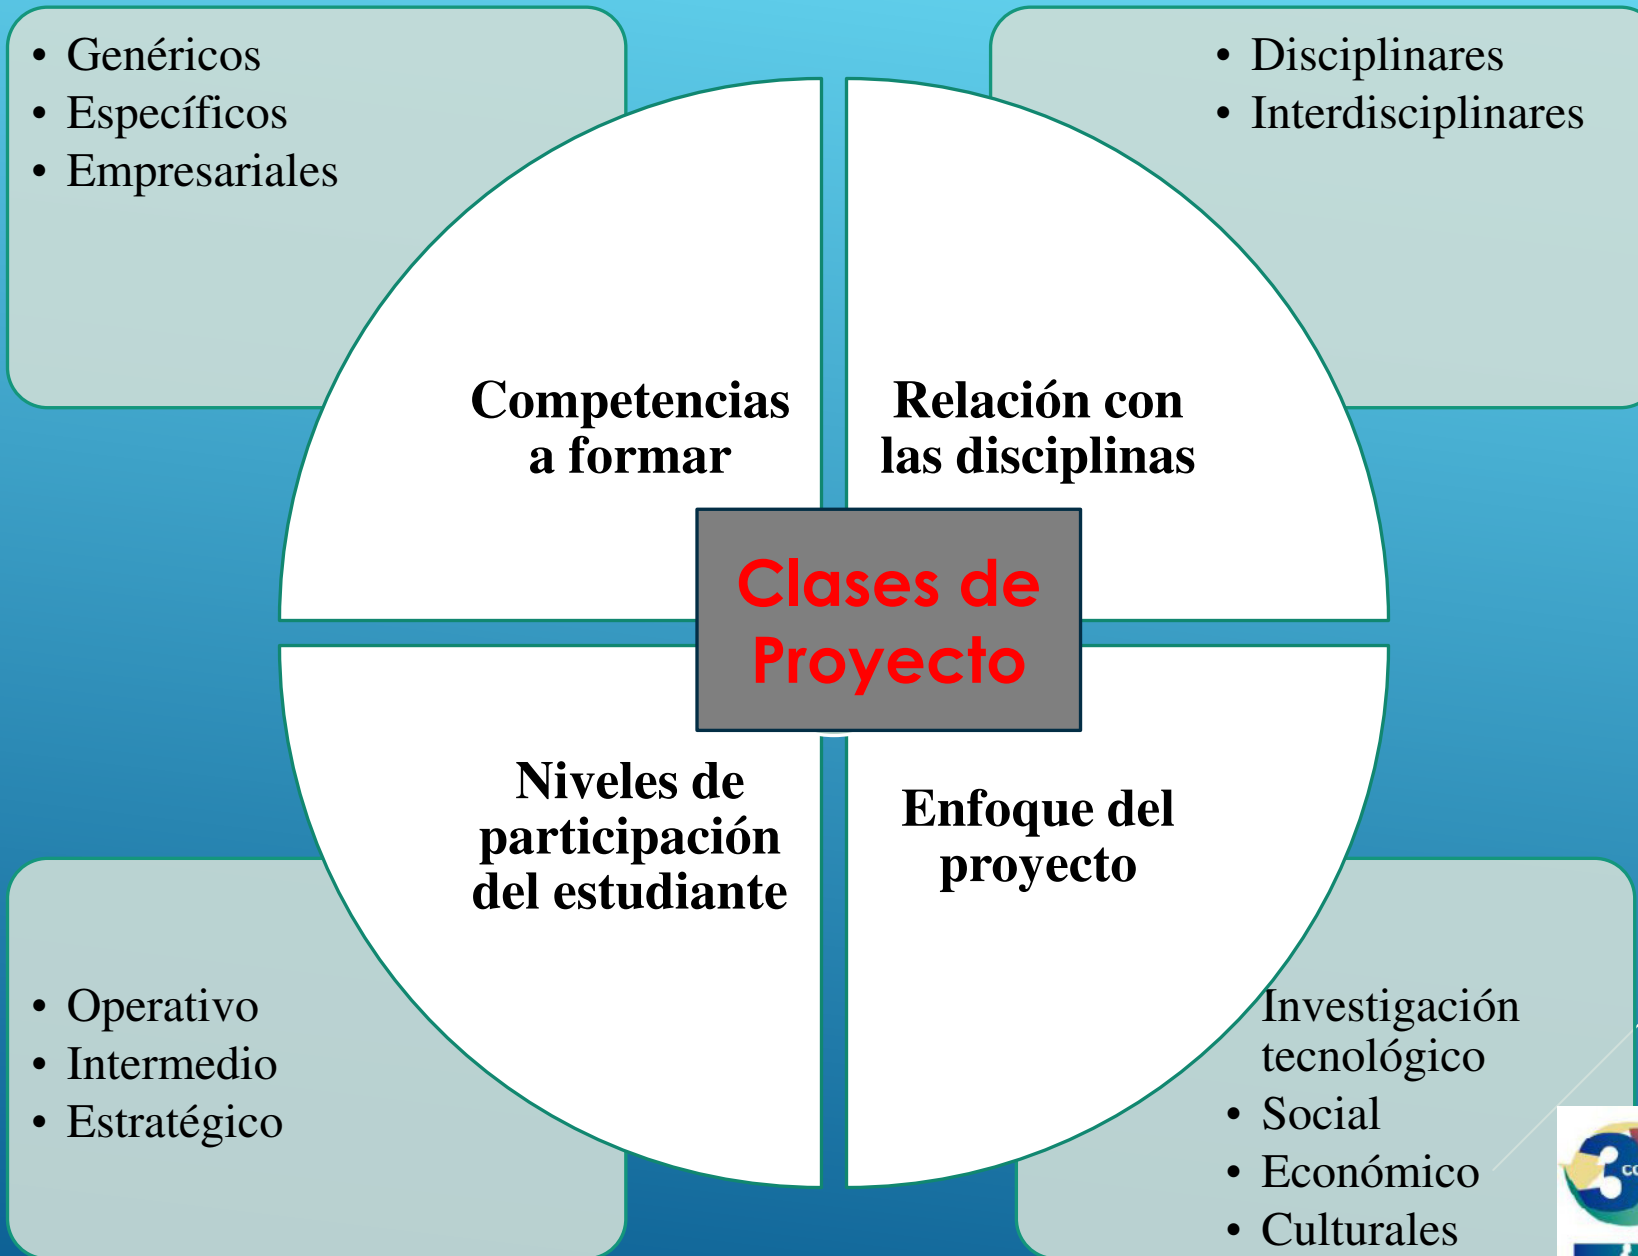 • Genéricos
• Específicos
• Empresariales
• Disciplinares
• Interdisciplinares
Competencias
a formar
Relación con
las disciplinas
Clases de
Proyecto
Niveles de
participación
del estudiante
Enfoque del
proyecto
• Operativo
• Intermedio
• Estratégico
Investigación
tecnológico
• Social
• Económico
• Culturales
3